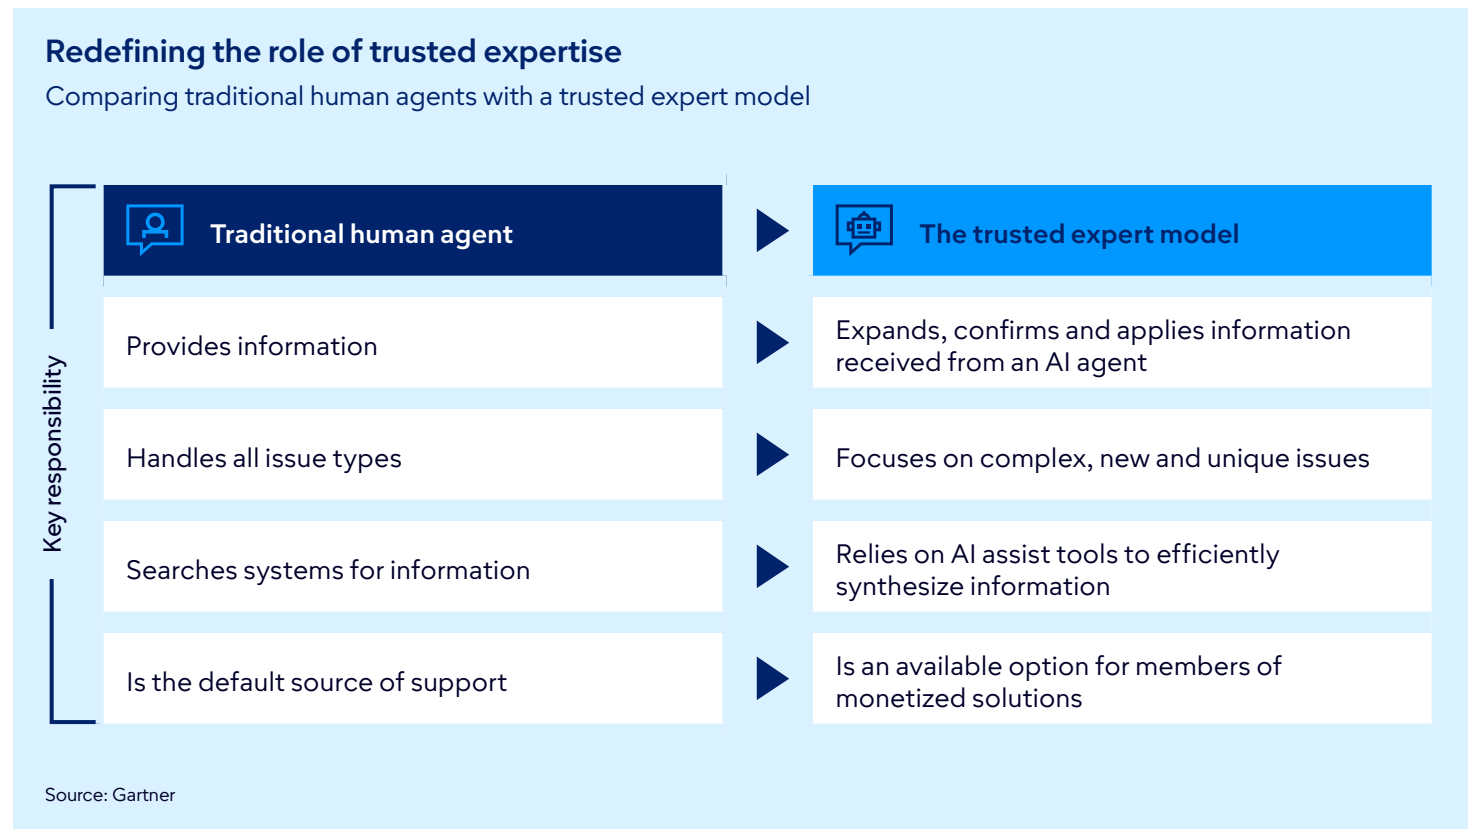 Redefining the role of trusted expertise
Comparing traditional human agents with a trusted expert model
Key responsibility
Traditional human agent
The trusted expert model
Provides information
Expands, confirms and applies information
received from an AI agent
Handles all issue types
Focuses on complex, new and unique issues
Searches systems for information
Relies on AI assist tools to efficiently
synthesize information
Is the default source of support
Is an available option for members of
monetized solutions
Source: Gartner